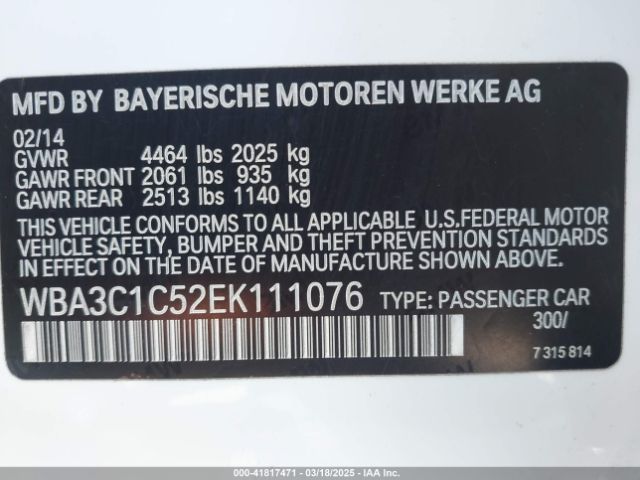 MFD BY BAYERISCHE MOTOREN WERKE AG
02/14
GVWR 4464 lbs 2025 kg
GAWR FRONT 2061 lbs 935 kg
GAWR REAR 2513 lbs 1140 kg
THIS VEHICLE CONFORMS TO ALL APPLICABLE U.S.FEDERAL MOTOR
VEHICLE SAFETY, BUMPER AND THEFT PREVENTION STANDARDS
IN EFFECT ON THE DATE OF MANUFACTURE SHOWN ABOVE.
WBA3C1C52EK111076 TYPE: PASSENGER CAR
300/
7 315 814
000-41817471 — 03/18/2025 — IAAI.CA